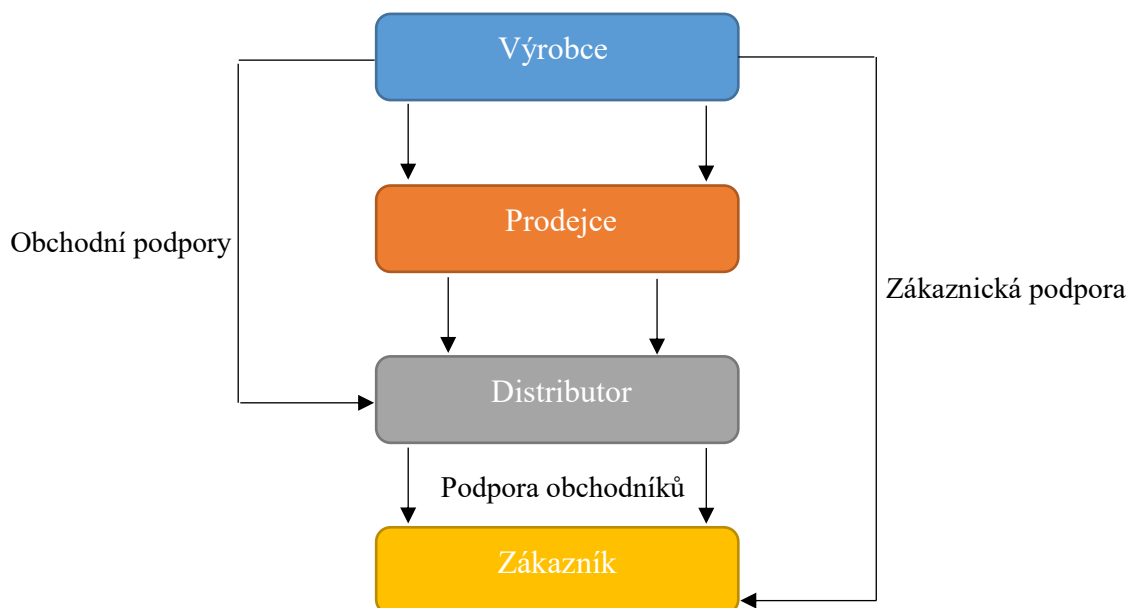 Výrobce
Prodejce
Obchodní podpory
Zákaznická podpora
Distributor
Podpora obchodníků
Zákazník